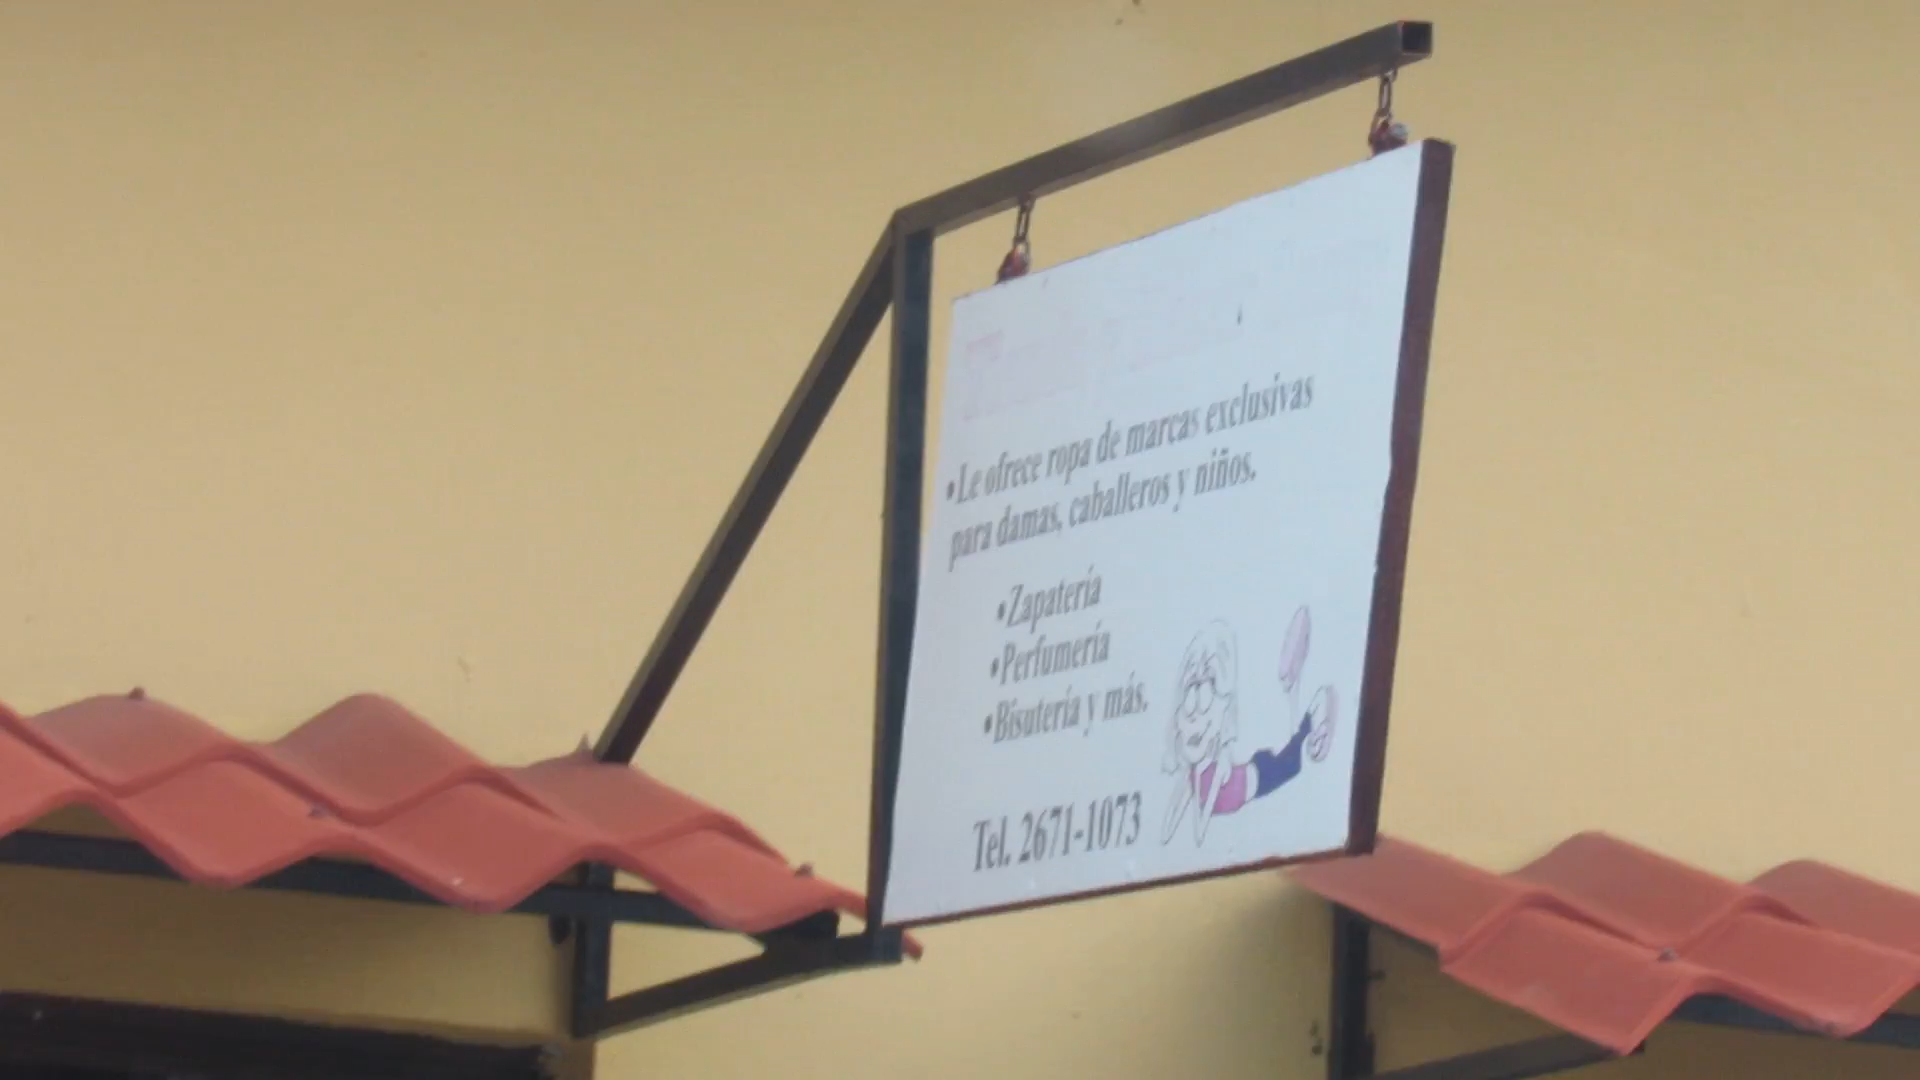 •Le ofrece ropa de marcas exclusivas
para damas, caballeros y niños.
•Zapatería
•Perfumería
•Bisutería y más.
Tel. 2671-1073